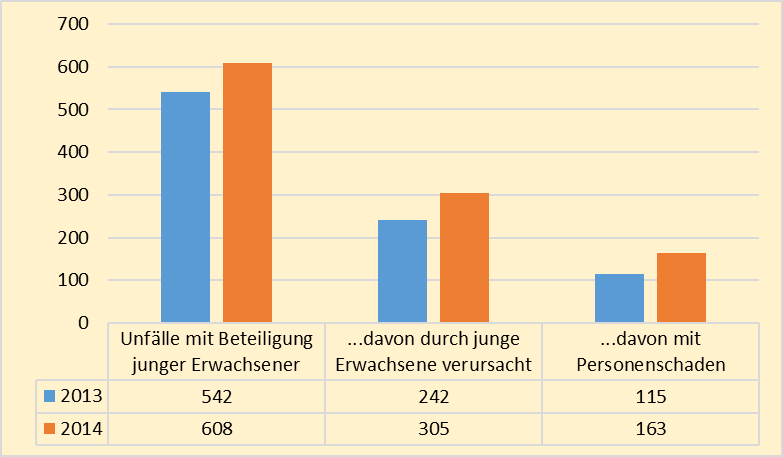 700
600
500
400
300
200
100
0
Unfälle mit Beteiligung junger Erwachsener
...davon durch junge Erwachsene verursacht
...davon mit Personenschaden
2013 542 242 115
2014 608 305 163